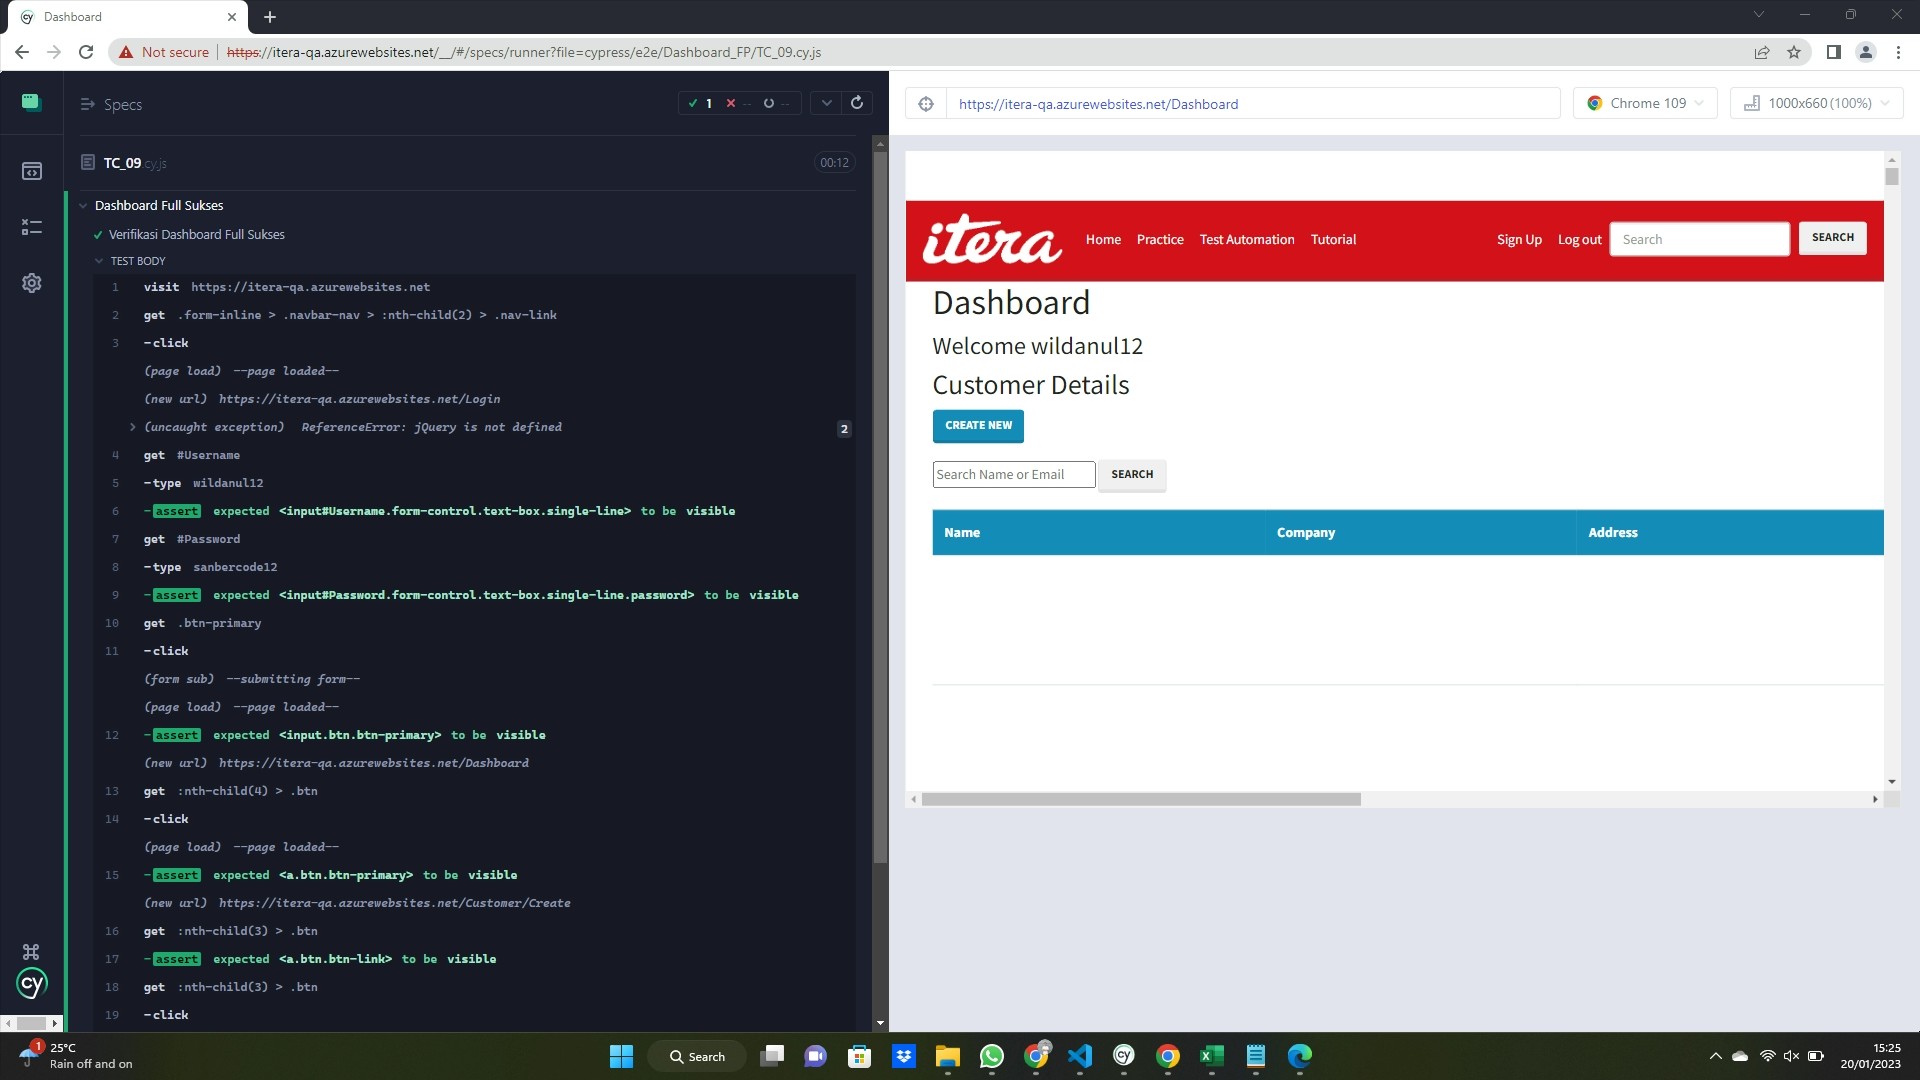 Dashboard
Not secure https://itera-qa.azurewebsites.net/__/#/specs/runner?file=cypress/e2e/Dashboard_FP/TC_09.cy.js
Specs
1 -- --
TC_09 cy.js
00:12
Dashboard Full Sukses
Verifikasi Dashboard Full Sukses
TEST BODY
1 visit https://itera-qa.azurewebsites.net
2 get .form-inline > .navbar-nav > :nth-child(2) > .nav-link
3 -click
(page load) --page loaded--
(new url) https://itera-qa.azurewebsites.net/Login
(uncaught exception) ReferenceError: jQuery is not defined 2
4 get #Username
5 -type wildanul12
6 -assert expected <input#Username.form-control.text-box.single-line> to be visible
7 get #Password
8 -type sanbercode12
9 -assert expected <input#Password.form-control.text-box.single-line.password> to be visible
10 get .btn-primary
11 -click
(form sub) --submitting form--
(page load) --page loaded--
12 -assert expected <input.btn.btn-primary> to be visible
(new url) https://itera-qa.azurewebsites.net/Dashboard
13 get :nth-child(4) > .btn
14 -click
(page load) --page loaded--
15 -assert expected <a.btn.btn-primary> to be visible
(new url) https://itera-qa.azurewebsites.net/Customer/Create
16 get :nth-child(3) > .btn
17 -assert expected <a.btn.btn-link> to be visible
18 get :nth-child(3) > .btn
19 -click
cy
https://itera-qa.azurewebsites.net/Dashboard
Chrome 109
1000x660 (100%)
itera Home Practice Test Automation Tutorial Sign Up Log out Search SEARCH
Dashboard
Welcome wildanul12
Customer Details
CREATE NEW
Search Name or Email SEARCH
Name Company Address
1
25°C
Rain off and on
Search
15:25
20/01/2023